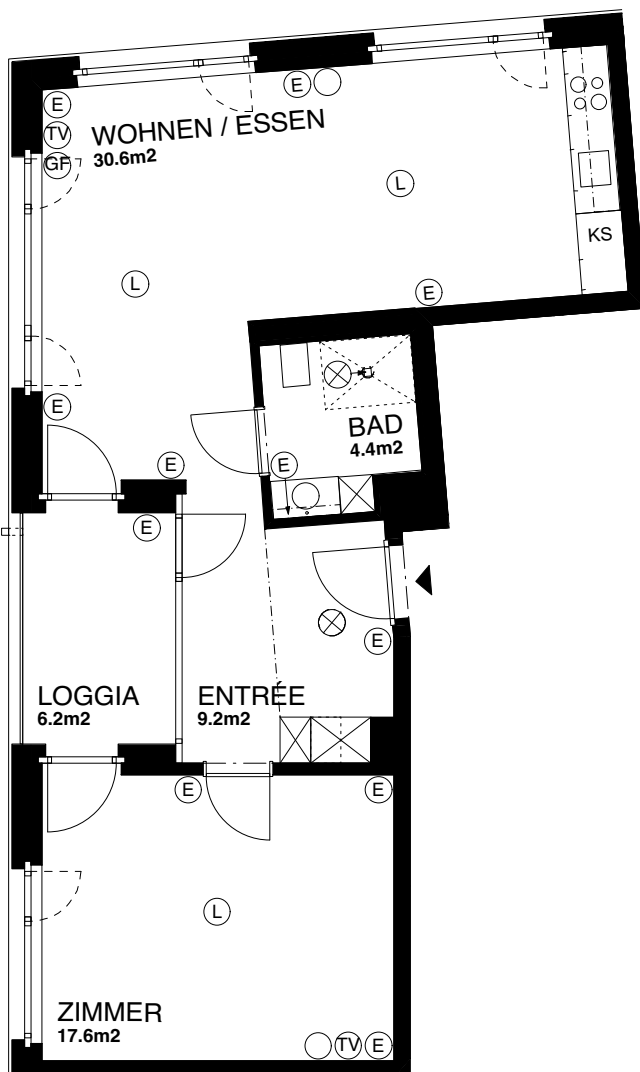 E
E
TV
WOHNEN / ESSEN
GF
30.6m2
L
KS
L
E
E
BAD
4.4m2
E
E
E
E
LOGGIA
6.2m2
ENTRÉE
9.2m2
E
E
L
ZIMMER
17.6m2
TV
E